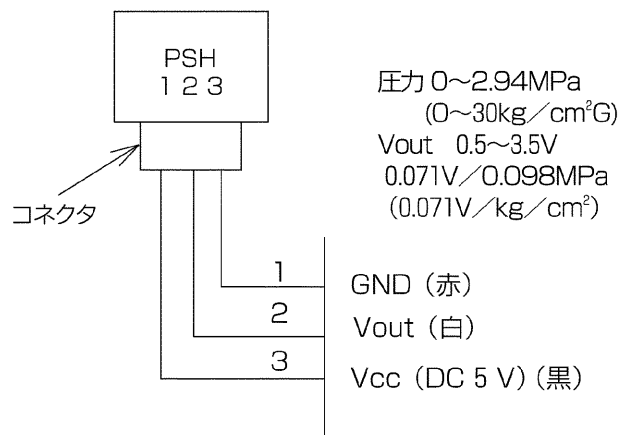 PSH
1 2 3
コネクタ
圧力 0～2.94MPa
(0～30kg／cm²G)
Vout 0.5～3.5V
0.071V／0.098MPa
(0.071V／kg／cm²)
1
GND (赤)
2
Vout (白)
3
Vcc (DC 5 V) (黒)